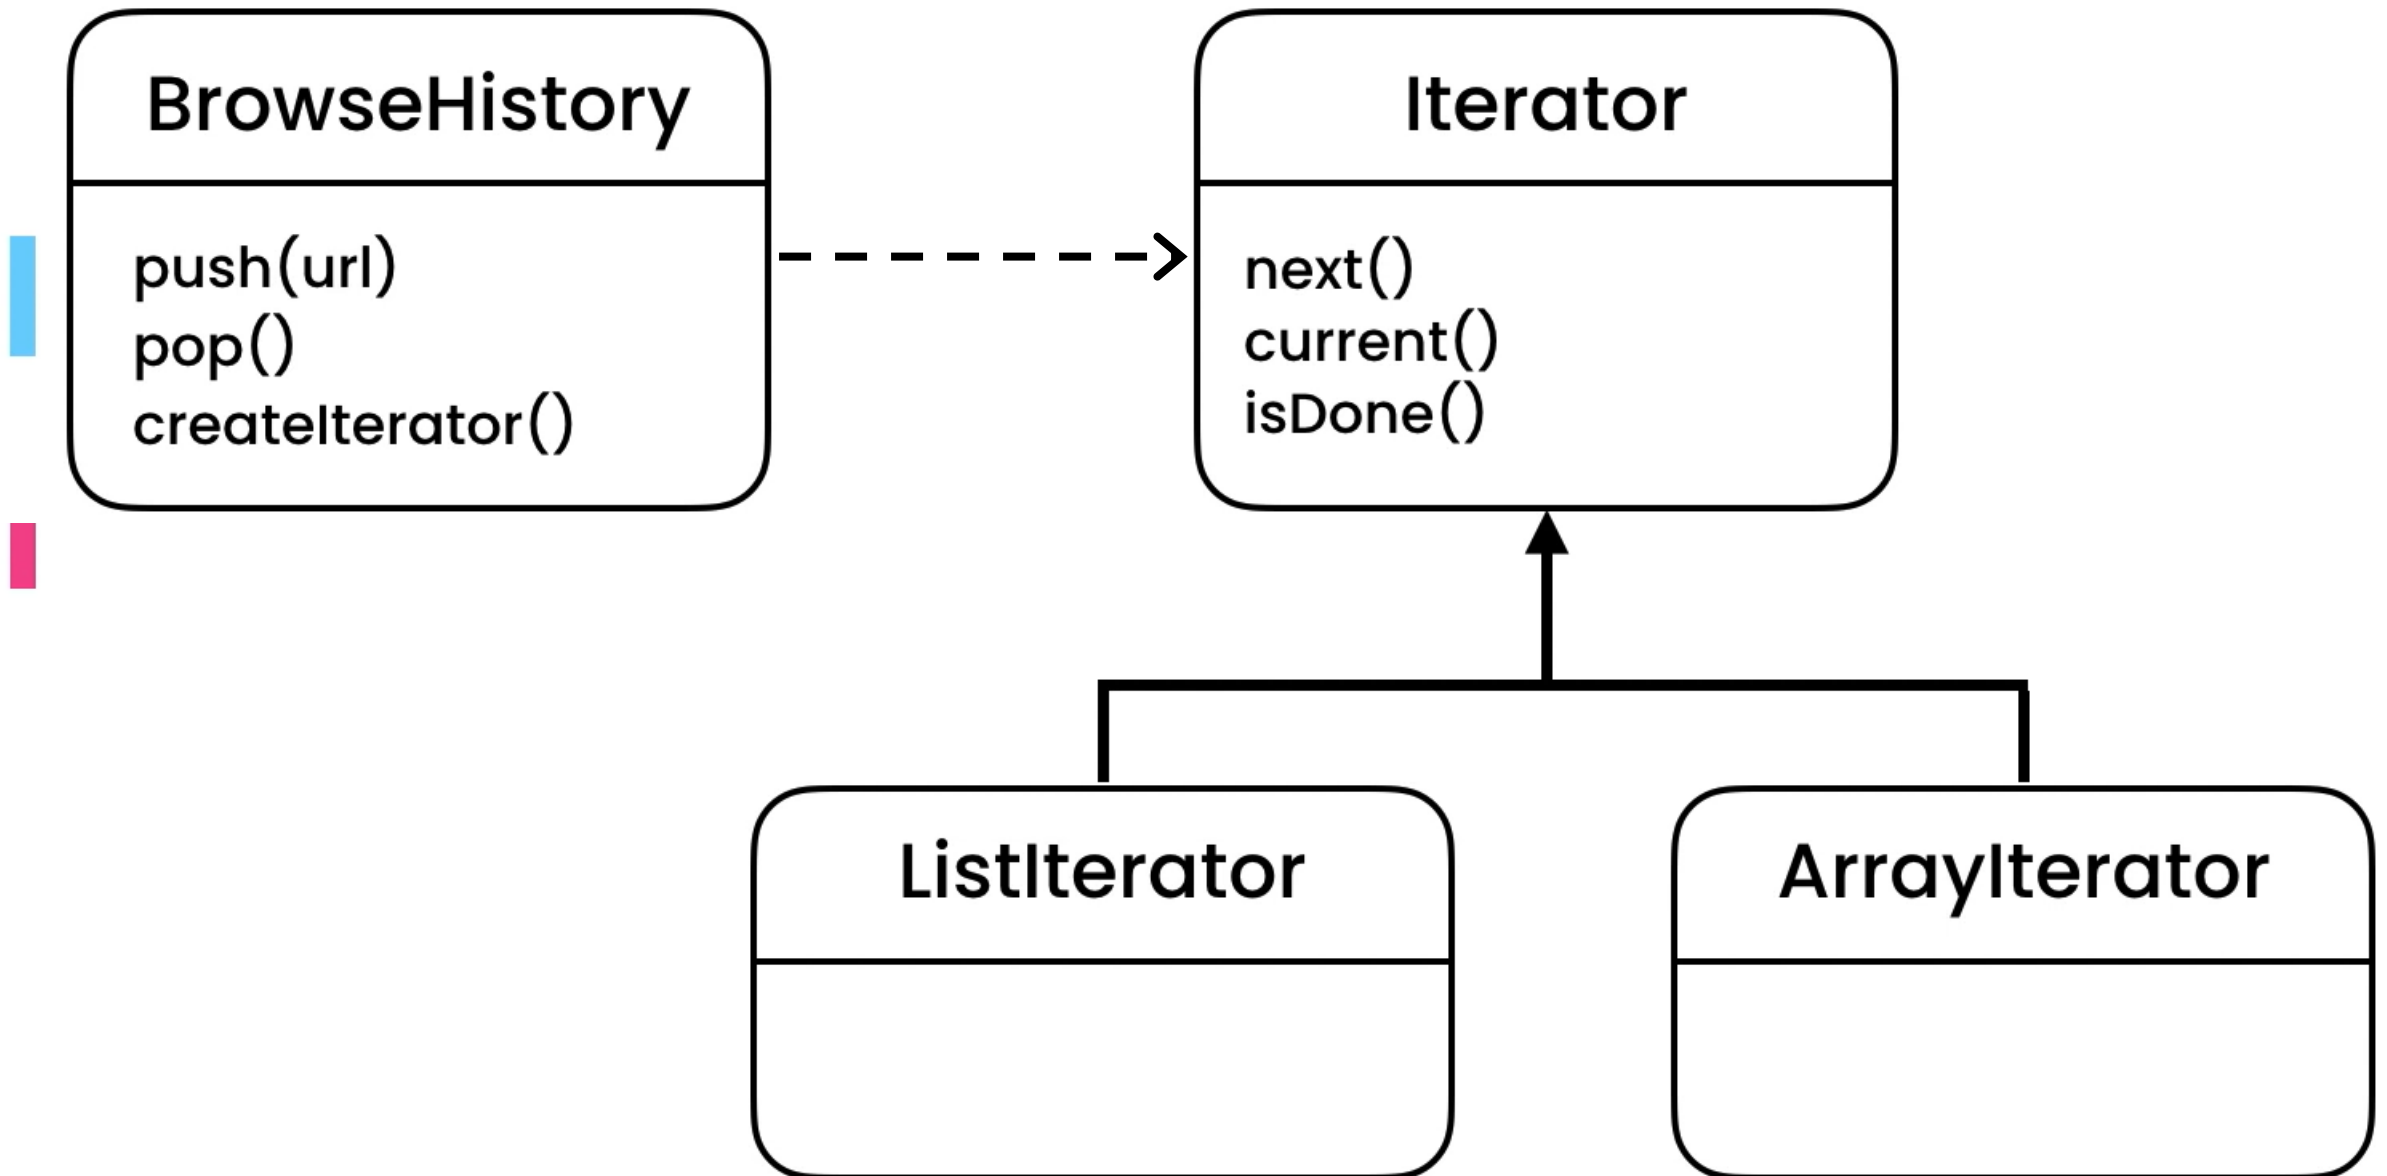 BrowseHistory
push(url)
pop()
createIterator()
Iterator
next()
current()
isDone()
ListIterator
ArrayIterator